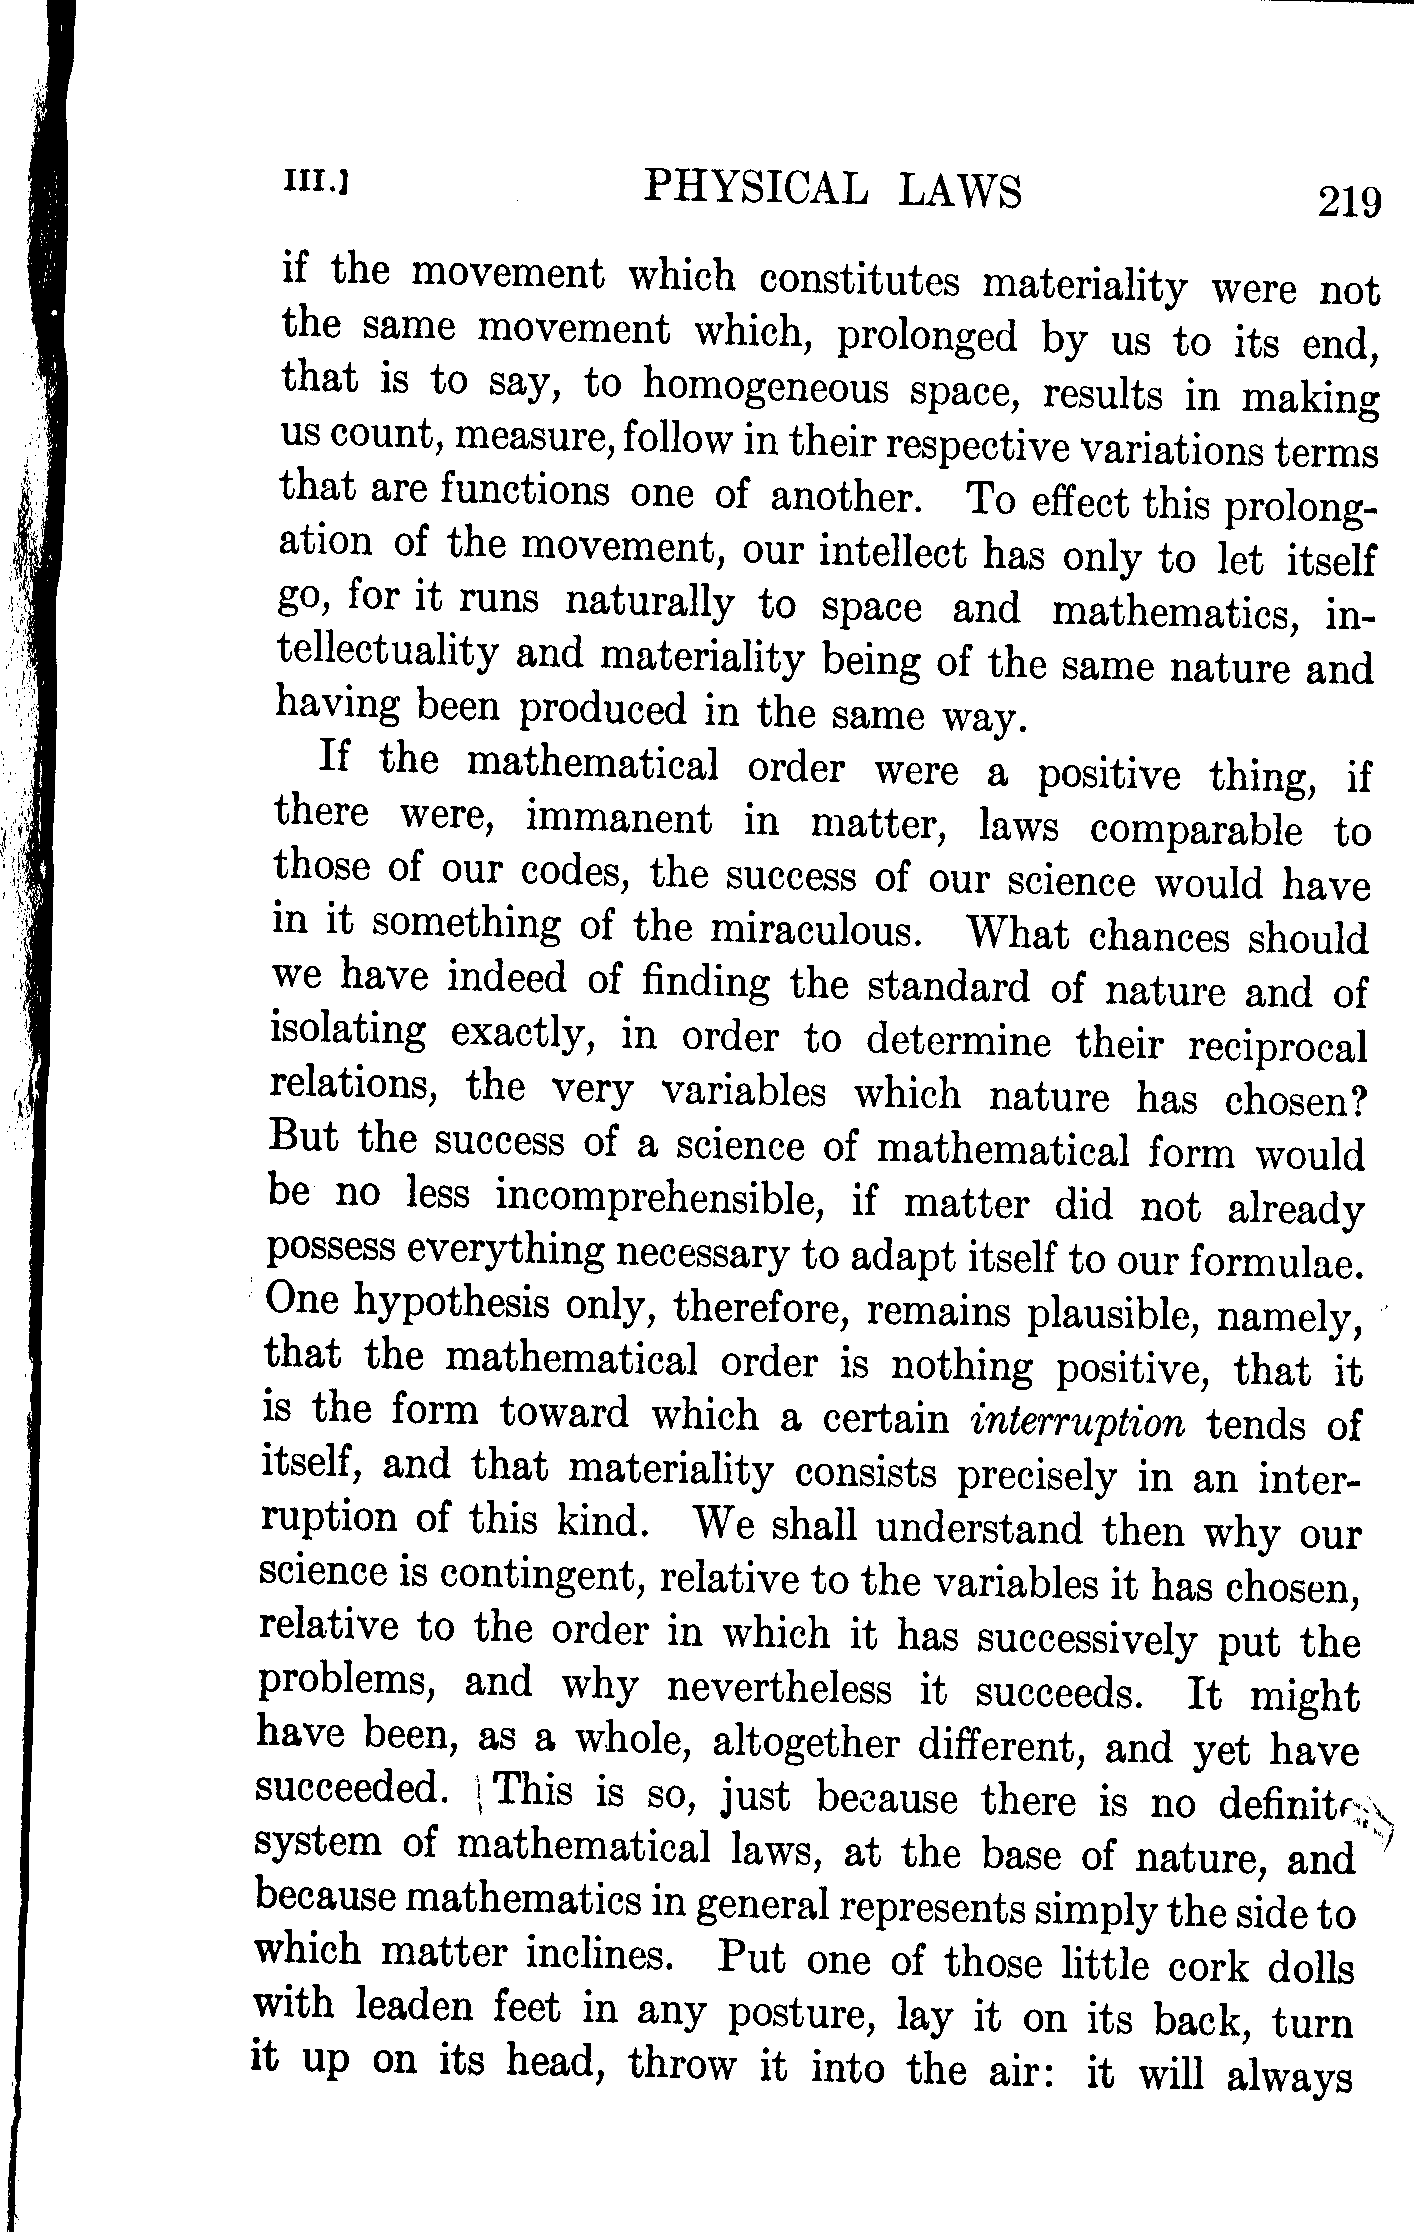 III.] PHYSICAL LAWS 219
if the movement which constitutes materiality were not
the same movement which, prolonged by us to its end,
that is to say, to homogeneous space, results in making
us count, measure, follow in their respective variations terms
that are functions one of another. To effect this prolong-
ation of the movement, our intellect has only to let itself
go, for it runs naturally to space and mathematics, in-
tellectuality and materiality being of the same nature and
having been produced in the same way.
If the mathematical order were a positive thing, if
there were, immanent in matter, laws comparable to
those of our codes, the success of our science would have
in it something of the miraculous. What chances should
we have indeed of finding the standard of nature and of
isolating exactly, in order to determine their reciprocal
relations, the very variables which nature has chosen?
But the success of a science of mathematical form would
be no less incomprehensible, if matter did not already
possess everything necessary to adapt itself to our formulae.
One hypothesis only, therefore, remains plausible, namely,
that the mathematical order is nothing positive, that it
is the form toward which a certain interruption tends of
itself, and that materiality consists precisely in an inter-
ruption of this kind. We shall understand then why our
science is contingent, relative to the variables it has chosen,
relative to the order in which it has successively put the
problems, and why nevertheless it succeeds. It might
have been, as a whole, altogether different, and yet have
succeeded. This is so, just because there is no definite
system of mathematical laws, at the base of nature, and
because mathematics in general represents simply the side to
which matter inclines. Put one of those little cork dolls
with leaden feet in any posture, lay it on its back, turn
it up on its head, throw it into the air: it will always